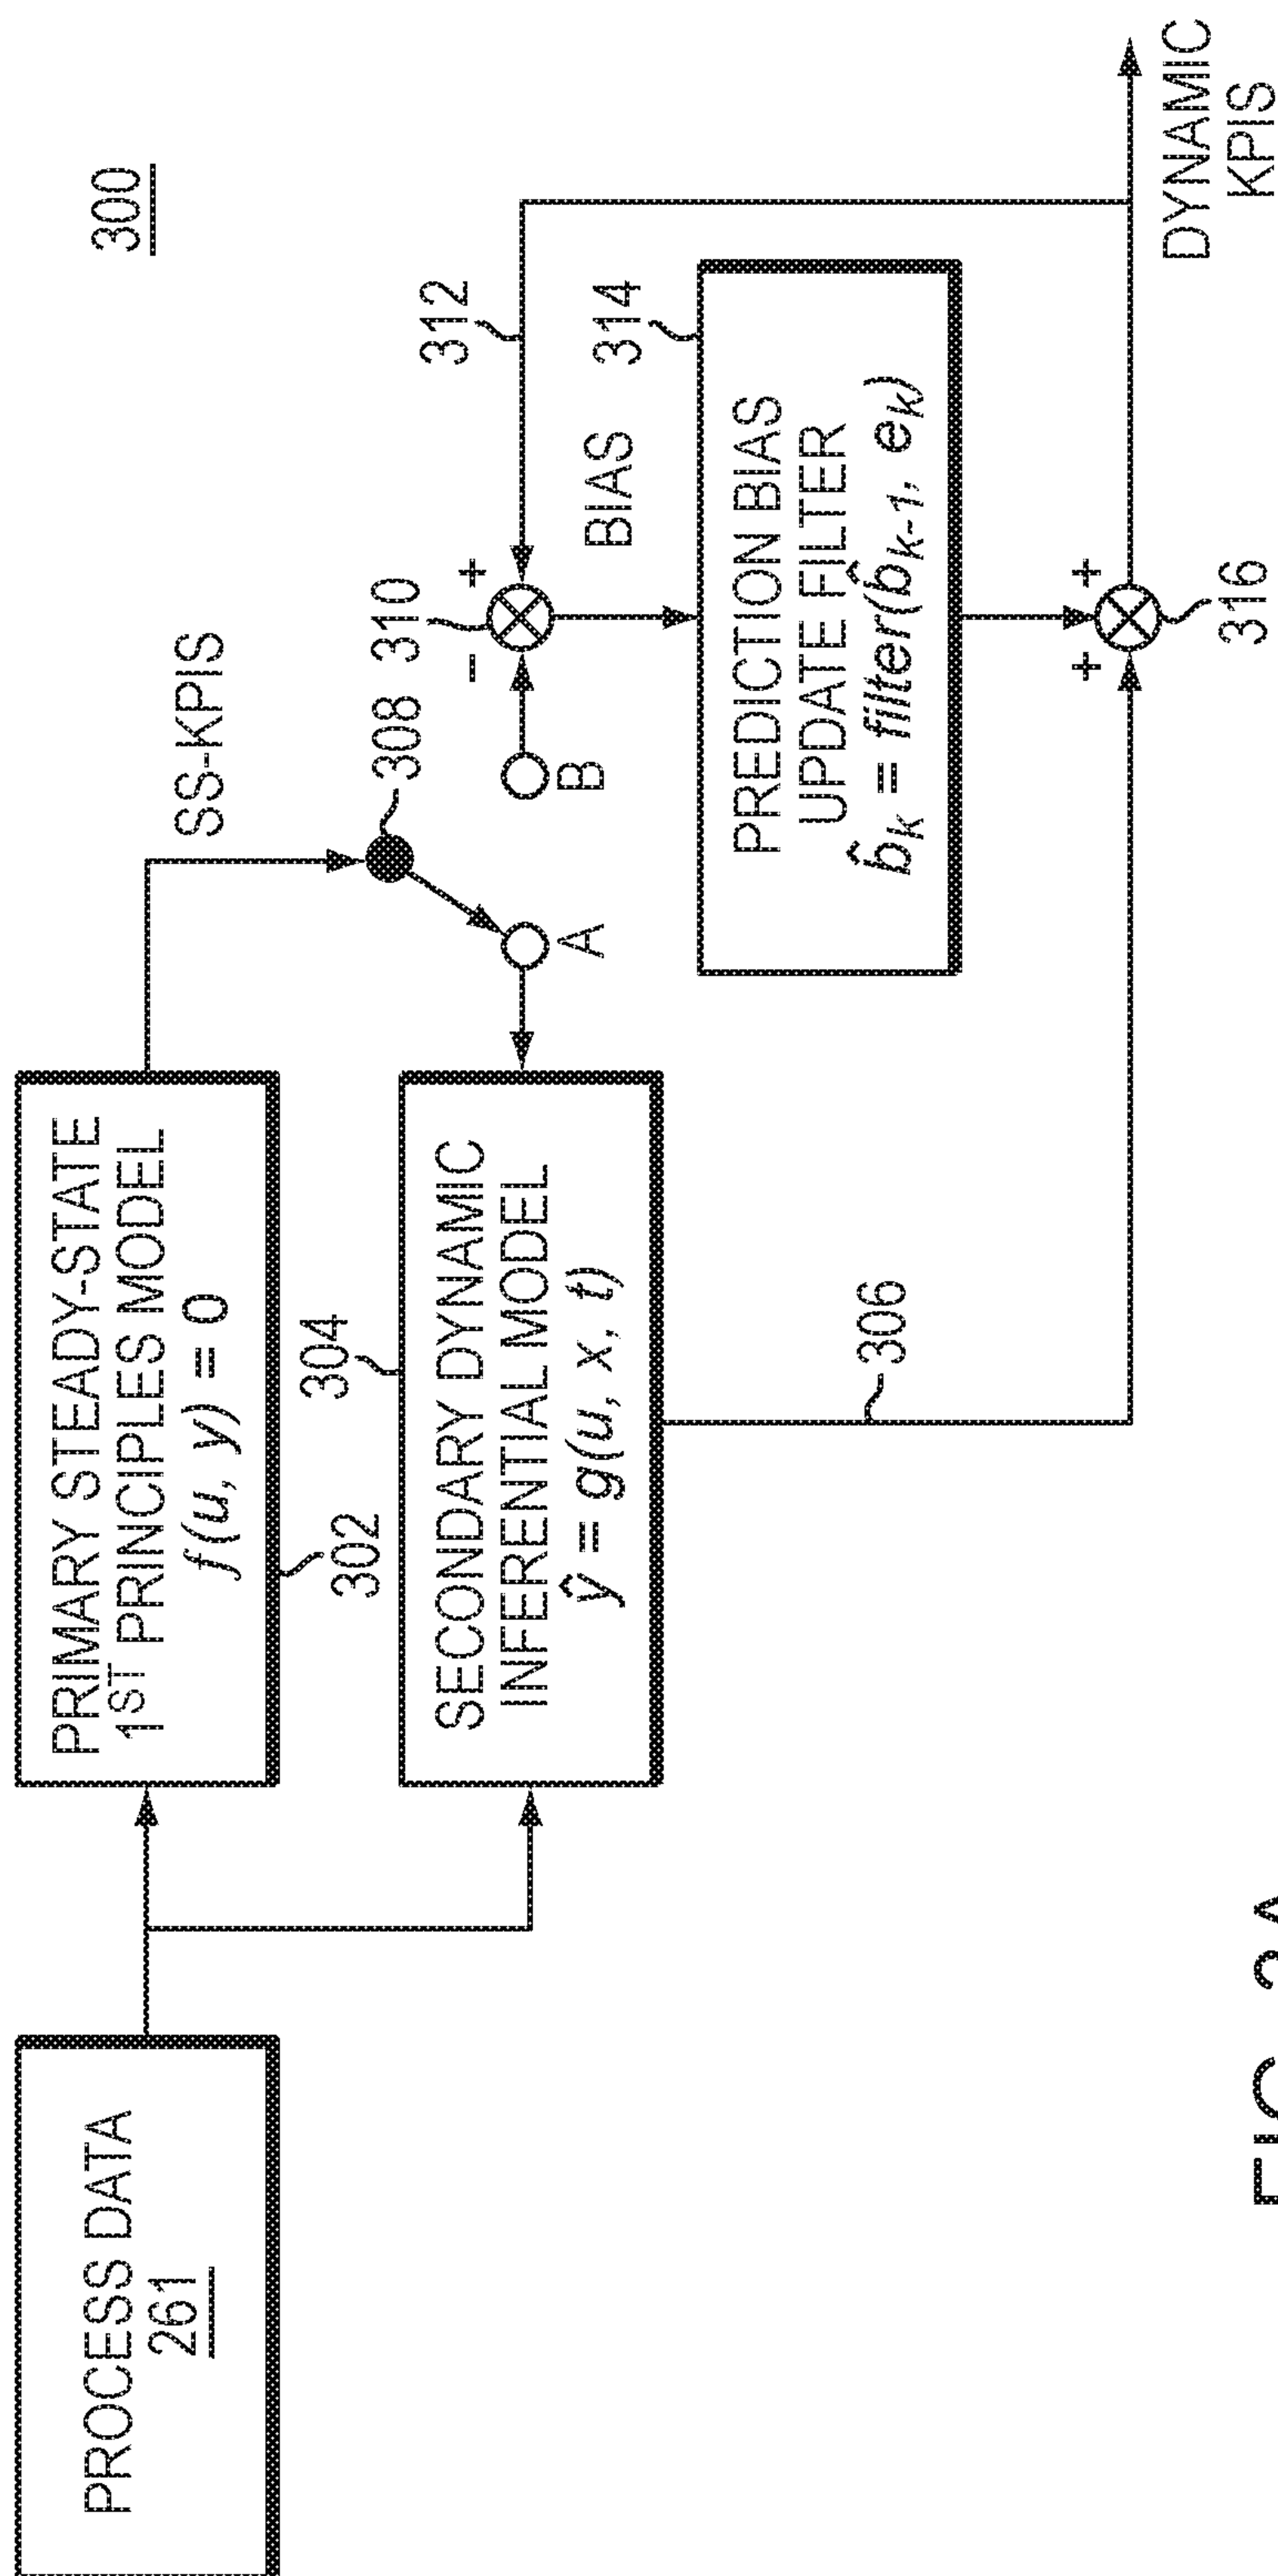 300
PROCESS DATA
261
PRIMARY STEADY-STATE
1ST PRINCIPLES MODEL
f(u, y) = 0
302
SS-KPIS
304
SECONDARY DYNAMIC
INFERENTIAL MODEL
ŷ = g(u, x, t)
306
308
A
B
310
−
+
312
BIAS
314
PREDICTION BIAS
UPDATE FILTER
b̂k = filter(b̂k-1, ek)
+
+
316
DYNAMIC
KPIS